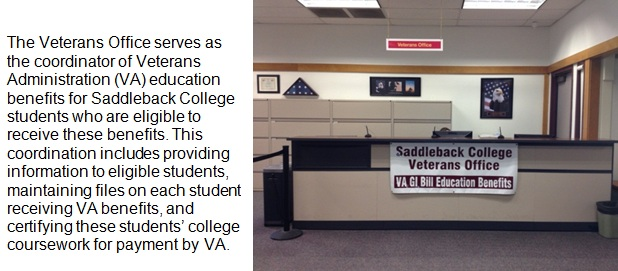 The Veterans Office serves as
the coordinator of Veterans
Administration (VA) education
benefits for Saddleback College
students who are eligible to
receive these benefits. This
coordination includes providing
information to eligible students,
maintaining files on each student
receiving VA benefits, and
certifying these students' college
coursework for payment by VA.
Veterans Office
Saddleback College
Veterans Office
VA GI Bill Education Benefits